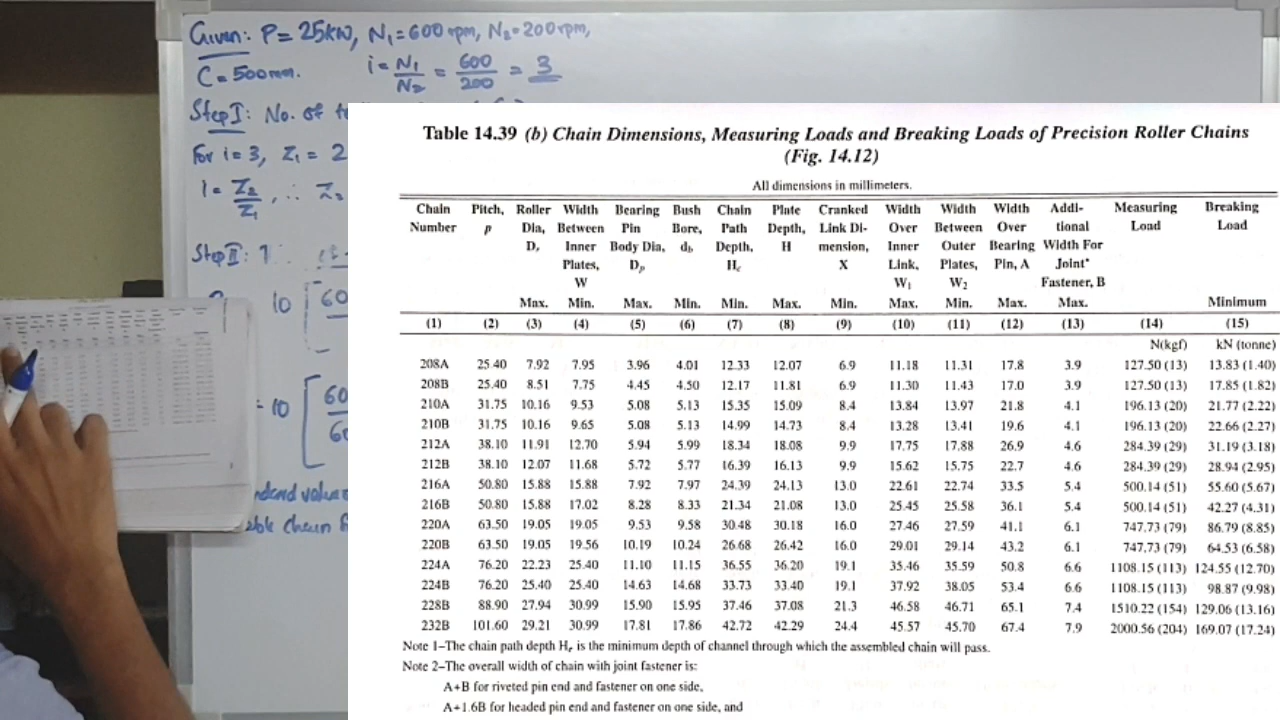 Given: P = 25kW, N₁ = 600 rpm, N₂ = 200 rpm,
C = 500mm. i = N₁/N₂ = 600/200 = 3
Step I: No. of
For i = 3, Z₁ = 2
i = Z₂/Z₁, ∴ Z₂
Step II:
10 [60
= 10 [60
60
Table 14.39 (b) Chain Dimensions, Measuring Loads and Breaking Loads of Precision Roller Chains
(Fig. 14.12)
All dimensions in millimeters.
Chain Number | Pitch, p | Roller Dia, Dr | Width Between Inner Plates, W | Bearing Pin Body Dia, Dp | Bush Bore, db | Chain Path Depth, Hc | Plate Depth, H | Cranked Link Di- mension, X | Width Over Inner Link, W₁ | Width Between Outer Plates, W₂ | Width Over Bearing Pin, A | Addi- tional Width For Joint* Fastener, B | Measuring Load | Breaking Load
Max. Min. Max. Min. Min. Max. Min. Max. Min. Max. Max. Minimum
(1) (2) (3) (4) (5) (6) (7) (8) (9) (10) (11) (12) (13) (14) (15)
N(kgf) kN (tonne)
208A 25.40 7.92 7.95 3.96 4.01 12.33 12.07 6.9 11.18 11.31 17.8 3.9 127.50 (13) 13.83 (1.40)
208B 25.40 8.51 7.75 4.45 4.50 12.17 11.81 6.9 11.30 11.43 17.0 3.9 127.50 (13) 17.85 (1.82)
210A 31.75 10.16 9.53 5.08 5.13 15.35 15.09 8.4 13.84 13.97 21.8 4.1 196.13 (20) 21.77 (2.22)
210B 31.75 10.16 9.65 5.08 5.13 14.99 14.73 8.4 13.28 13.41 19.6 4.1 196.13 (20) 22.66 (2.27)
212A 38.10 11.91 12.70 5.94 5.99 18.34 18.08 9.9 17.75 17.88 26.9 4.6 284.39 (29) 31.19 (3.18)
212B 38.10 12.07 11.68 5.72 5.77 16.39 16.13 9.9 15.62 15.75 22.7 4.6 284.39 (29) 28.94 (2.95)
216A 50.80 15.88 15.88 7.92 7.97 24.39 24.13 13.0 22.61 22.74 33.5 5.4 500.14 (51) 55.60 (5.67)
216B 50.80 15.88 17.02 8.28 8.33 21.34 21.08 13.0 25.45 25.58 36.1 5.4 500.14 (51) 42.27 (4.31)
220A 63.50 19.05 19.05 9.53 9.58 30.48 30.18 16.0 27.46 27.59 41.1 6.1 747.73 (79) 86.79 (8.85)
220B 63.50 19.05 19.56 10.19 10.24 26.68 26.42 16.0 29.01 29.14 43.2 6.1 747.73 (79) 64.53 (6.58)
224A 76.20 22.23 25.40 11.10 11.15 36.55 36.20 19.1 35.46 35.59 50.8 6.6 1108.15 (113) 124.55 (12.70)
224B 76.20 25.40 25.40 14.63 14.68 33.73 33.40 19.1 37.92 38.05 53.4 6.6 1108.15 (113) 98.87 (9.98)
228B 88.90 27.94 30.99 15.90 15.95 37.46 37.08 21.3 46.58 46.71 65.1 7.4 1510.22 (154) 129.06 (13.16)
232B 101.60 29.21 30.99 17.81 17.86 42.72 42.29 24.4 45.57 45.70 67.4 7.9 2000.56 (204) 169.07 (17.24)
Note 1–The chain path depth Hc is the minimum depth of channel through which the assembled chain will pass.
Note 2–The overall width of chain with joint fastener is:
A+B for riveted pin end and fastener on one side,
A+1.6B for headed pin end and fastener on one side, and